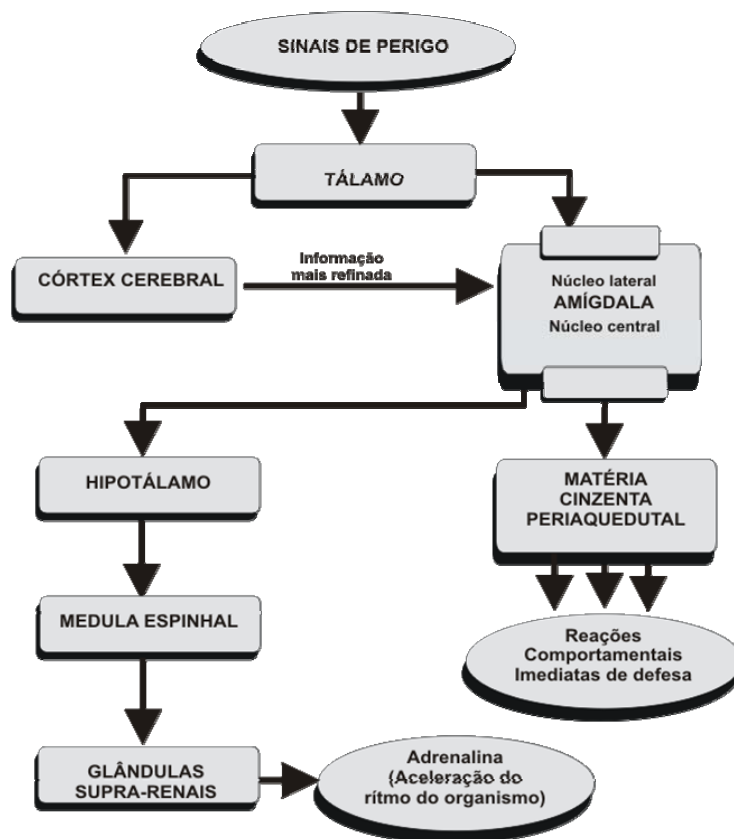 SINAIS DE PERIGO
TÁLAMO
CÓRTEX CEREBRAL
Informação
mais refinada
Núcleo lateral
AMÍGDALA
Núcleo central
HIPOTÁLAMO
MATÉRIA
CINZENTA
PERIAQUEDUTAL
MEDULA ESPINHAL
Reações
Comportamentais
Imediatas de defesa
GLÂNDULAS
SUPRA-RENAIS
Adrenalina
(Aceleração do
rítmo do organismo)